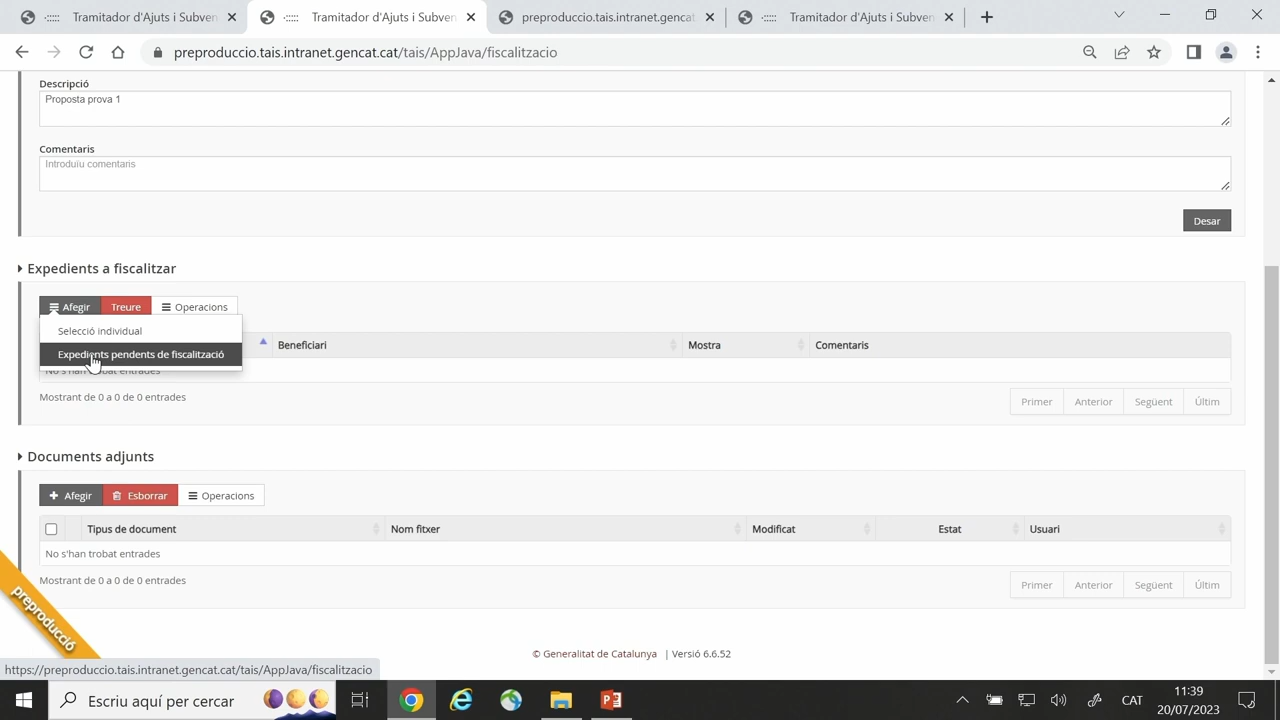 Tramitador d'Ajuts i Subven
Tramitador d'Ajuts i Subven
preproduccio.tais.intranet.gencat
Tramitador d'Ajuts i Subven
preproduccio.tais.intranet.gencat.cat/tais/AppJava/fiscalitzacio
Descripció
Proposta prova 1
Comentaris
Introduïu comentaris
Desar
Expedients a fiscalitzar
Afegir
Treure
Operacions
Selecció individual
Expedients pendents de fiscalització
Beneficiari
Mostra
Comentaris
No s'han trobat entrades
Mostrant de 0 a 0 de 0 entrades
Primer
Anterior
Següent
Últim
Documents adjunts
Afegir
Esborrar
Operacions
Tipus de document
Nom fitxer
Modificat
Estat
Usuari
No s'han trobat entrades
Mostrant de 0 a 0 de 0 entrades
Primer
Anterior
Següent
Últim
preproducció
© Generalitat de Catalunya | Versió 6.6.52
https://preproduccio.tais.intranet.gencat.cat/tais/AppJava/fiscalitzacio
Escriu aquí per cercar
CAT
11:39
20/07/2023